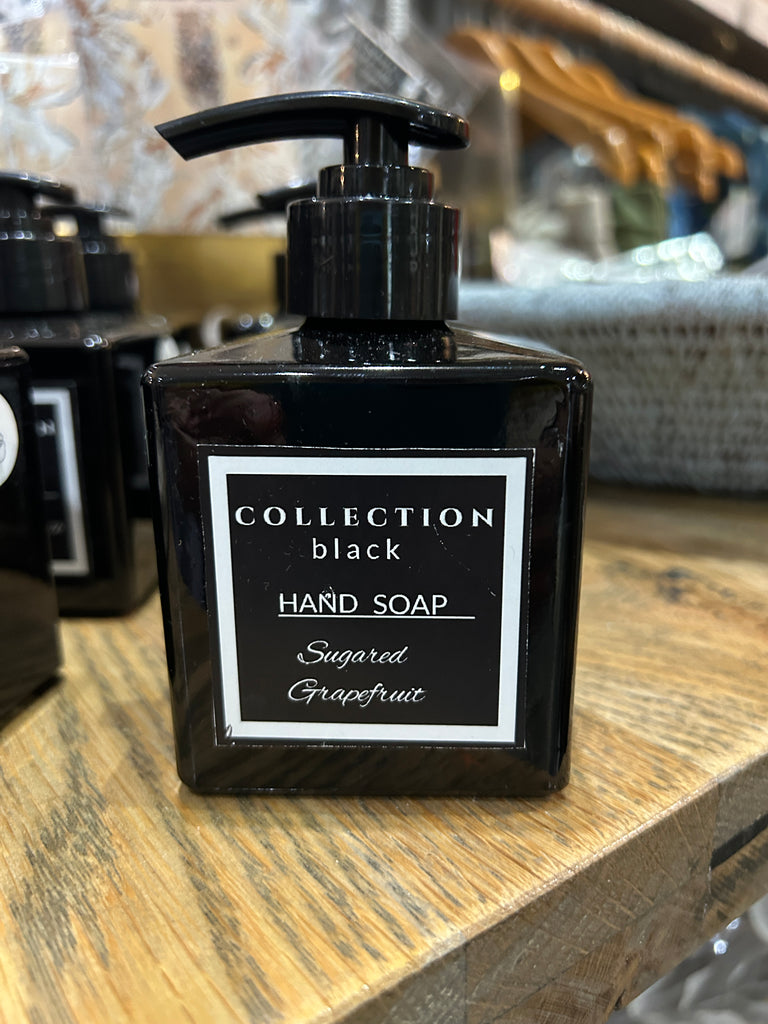 COLLECTION
black
HAND SOAP
Sugared
Grapefruit